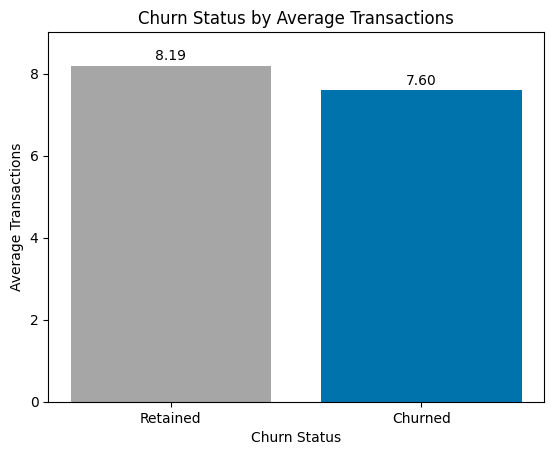 Churn Status by Average Transactions
8.19
7.60
8
6
4
2
0
Average Transactions
Retained
Churned
Churn Status